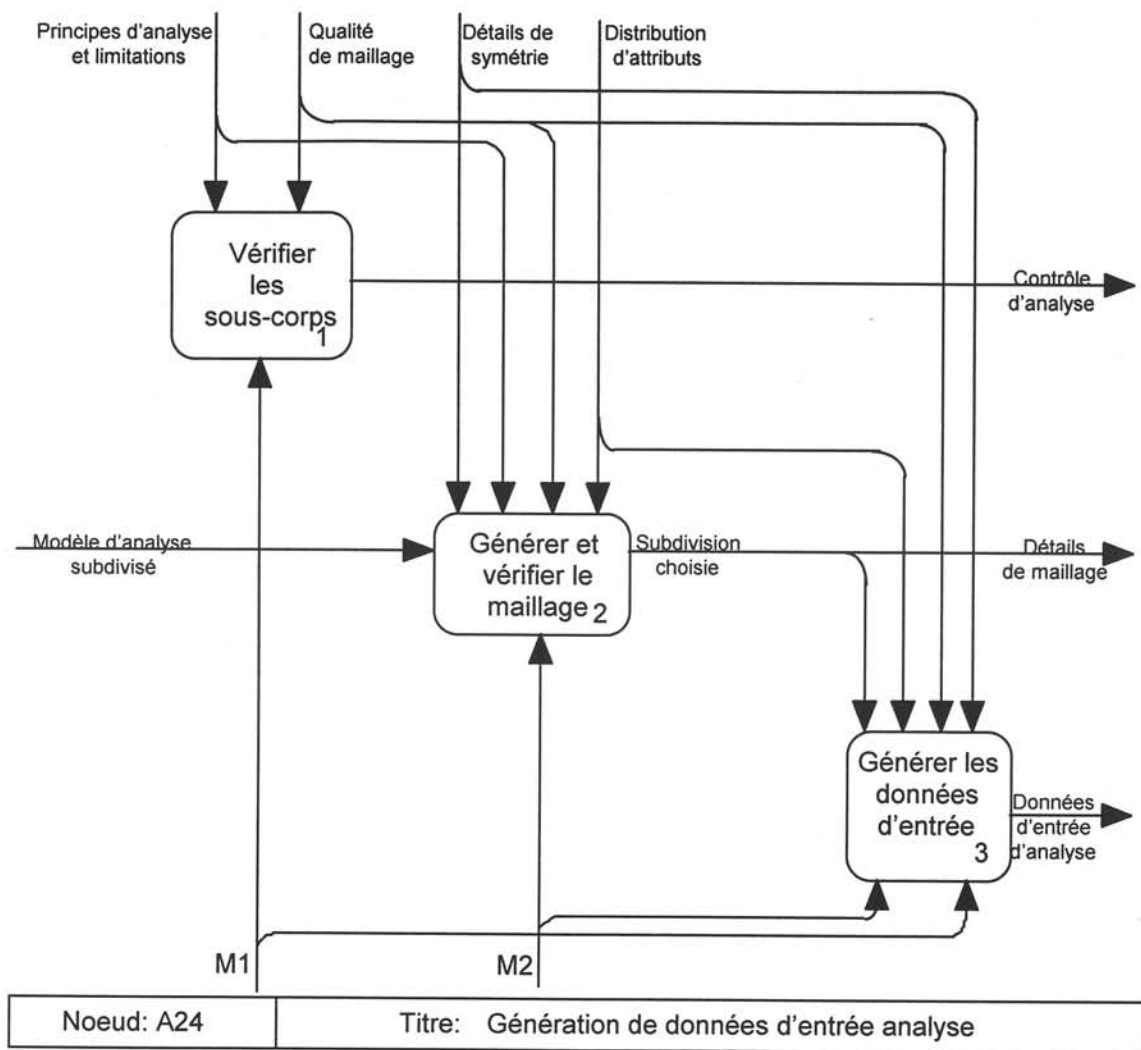 Principes d'analyse
et limitations
Qualité
de maillage
Détails de
symétrie
Distribution
d'attributs
Vérifier
les
sous-corps
1
Contrôle
d'analyse
Modèle d'analyse
subdivisé
Générer et
vérifier le
maillage 2
Subdivision
choisie
Détails
de maillage
Générer les
données
d'entrée
3
Données
d'entrée
d'analyse
M1
M2
Noeud: A24
Titre: Génération de données d'entrée analyse